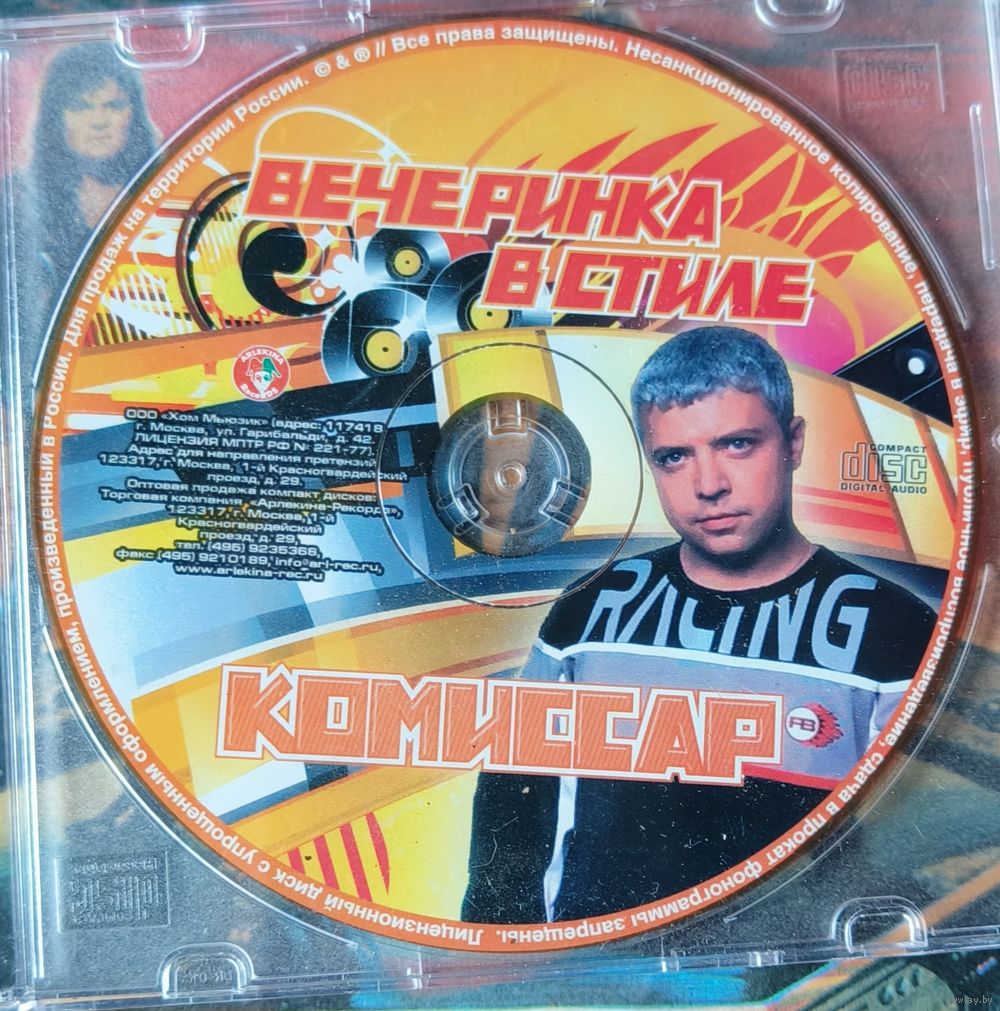 Лицензионный диск с упрощенным оформлением, произведенный в России. Для продаж на территории России. © & ® // Все права защищены. Несанкционированное копирование, передача в эфир, публичное воспроизведение, сдача в прокат фонограммы запрещены.
ВЕЧЕРИНКА
В СТИЛЕ
ARLEKINA
RECORDS
ООО «Хом Мьюзик» (адрес: 117418
г. Москва, ул. Гарибальди, д. 42.
ЛИЦЕНЗИЯ МПТР РФ № 221-77).
Адрес для направления претензий
123317, г. Москва, 1-й Красногвардейский
проезд, д. 29.
Оптовая продажа компакт дисков:
Торговая компания «Арлекина-Рекордз»,
123317, г. Москва, 1-й
Красногвардейский
проезд, д. 29,
тел. (495) 9235368,
факс (495) 9210189, info@arl-rec.ru,
www.arlekina-rec.ru
COMPACT
disc
DIGITAL AUDIO
RACING
КОМИССАР